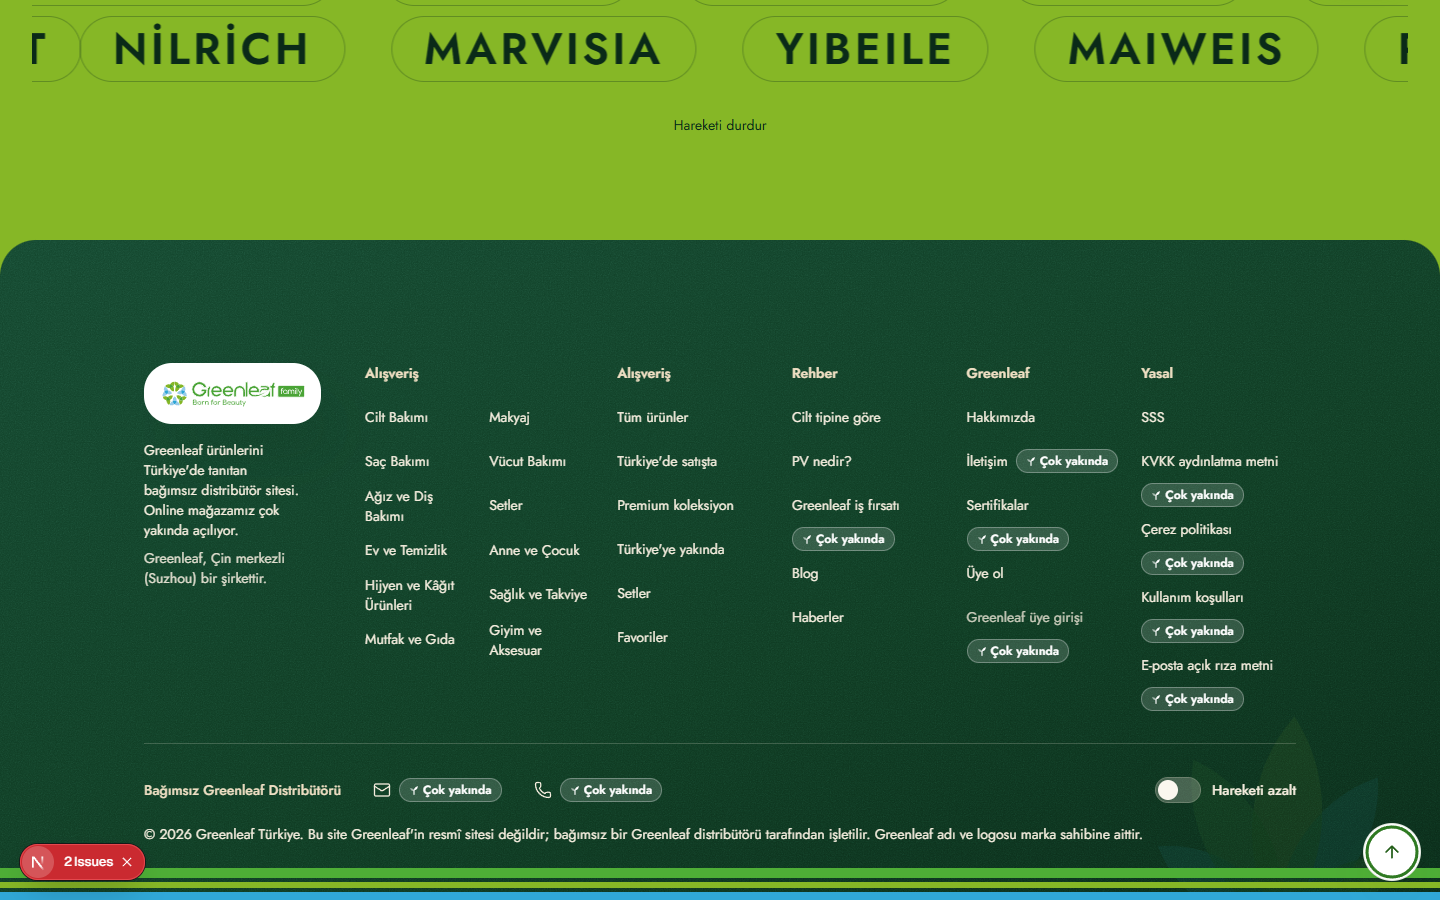 T
NİLRİCH
MARVISIA
YIBEILE
MAIWEIS
Hareketi durdur
Greenleaf family
Born for Beauty
Greenleaf ürünlerini
Türkiye'de tanıtan
bağımsız distribütör sitesi.
Online mağazamız çok
yakında açılıyor.
Greenleaf, Çin merkezli
(Suzhou) bir şirkettir.
Alışveriş
Cilt Bakımı
Makyaj
Saç Bakımı
Vücut Bakımı
Ağız ve Diş
Bakımı
Setler
Ev ve Temizlik
Anne ve Çocuk
Hijyen ve Kâğıt
Ürünleri
Sağlık ve Takviye
Mutfak ve Gıda
Giyim ve
Aksesuar
Alışveriş
Tüm ürünler
Türkiye'de satışta
Premium koleksiyon
Türkiye'ye yakında
Setler
Favoriler
Rehber
Cilt tipine göre
PV nedir?
Greenleaf iş fırsatı
Çok yakında
Blog
Haberler
Greenleaf
Hakkımızda
İletişim Çok yakında
Sertifikalar
Çok yakında
Üye ol
Greenleaf üye girişi
Çok yakında
Yasal
SSS
KVKK aydınlatma metni
Çok yakında
Çerez politikası
Çok yakında
Kullanım koşulları
Çok yakında
E-posta açık rıza metni
Çok yakında
Bağımsız Greenleaf Distribütörü
Çok yakında
Çok yakında
Hareketi azalt
© 2026 Greenleaf Türkiye. Bu site Greenleaf'in resmî sitesi değildir; bağımsız bir Greenleaf distribütörü tarafından işletilir. Greenleaf adı ve logosu marka sahibine aittir.
N 2 Issues